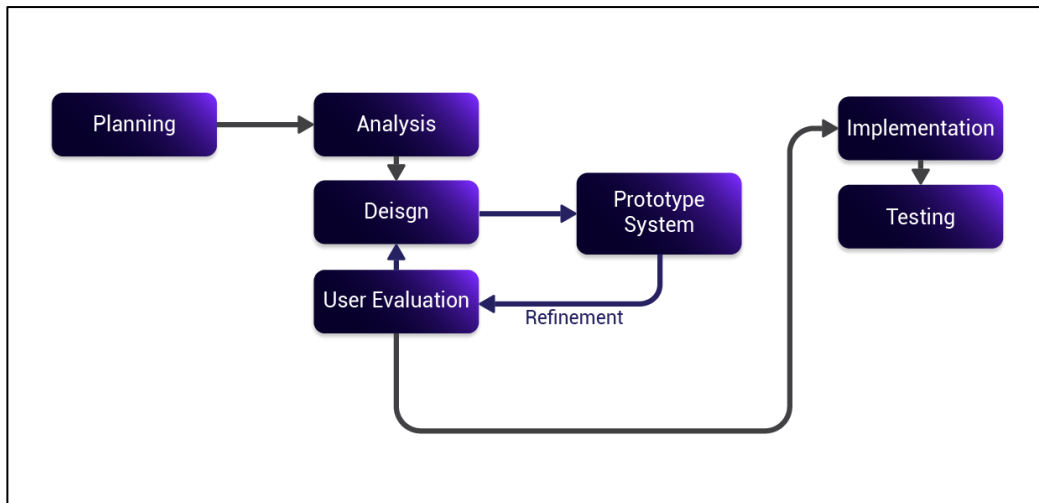 Planning
Analysis
Implementation
Deisgn
Prototype
System
Testing
User Evaluation
Refinement